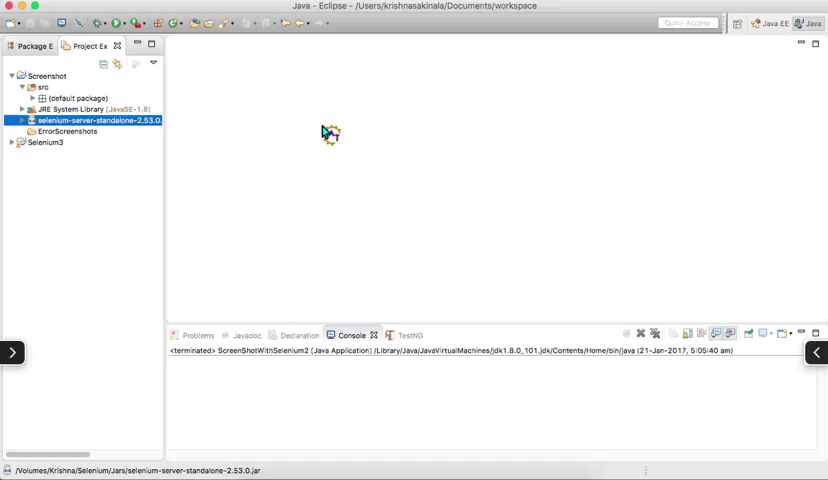 Java - Eclipse - /Users/krishnasakinala/Documents/workspace
Quick Access
Java EE
Java
Package E
Project Ex
Screenshot
src
(default package)
JRE System Library [JavaSE-1.8]
selenium-server-standalone-2.53.0.
ErrorScreenshots
Selenium3
Problems
Javadoc
Declaration
Console
TestNG
<terminated> ScreenShotWithSelenium2 [Java Application] /Library/Java/JavaVirtualMachines/jdk1.8.0_101.jdk/Contents/Home/bin/java (21-Jan-2017, 5:05:40 am)
/Volumes/Krishna/Selenium/Jars/selenium-server-standalone-2.53.0.jar